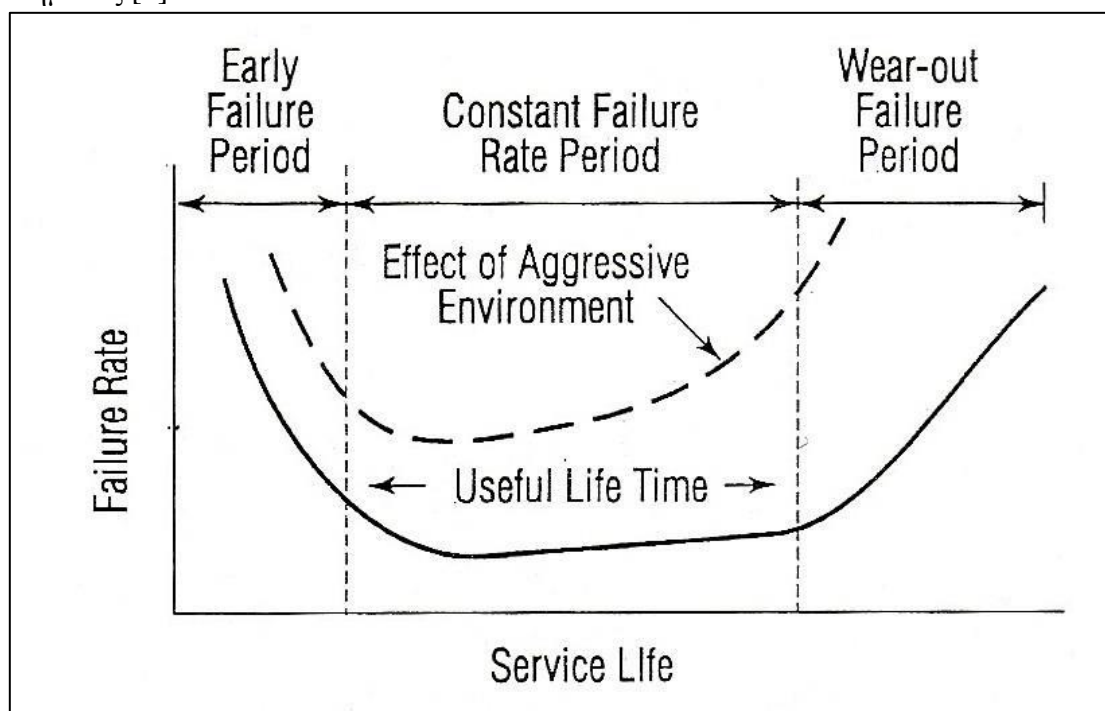 Early
Failure
Period
Constant Failure
Rate Period
Wear-out
Failure
Period
Effect of Aggressive
Environment
Useful Life Time
Failure Rate
Service LIfe